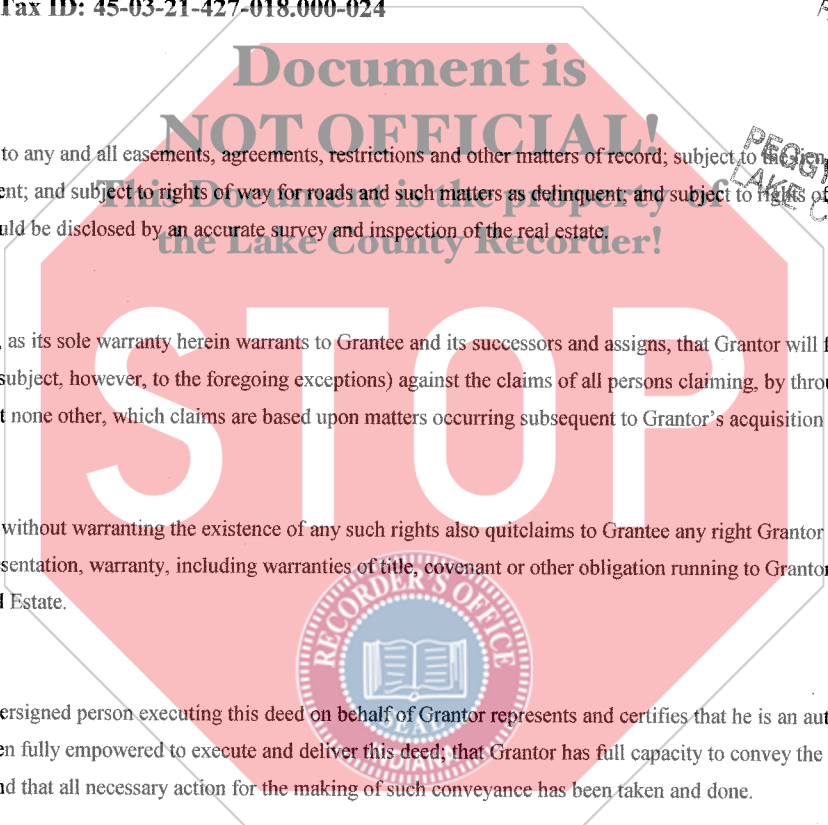 Tax ID: 45-03-21-427-018.000-024
Document is
NOT OFFICIAL!
to any and all easements, agreements, restrictions and other matters of record; subject to the lien
This Document is the property of
ent; and subject to rights of way for roads and such matters as delinquent; and subject to rights of
the Lake County Recorder!
uld be disclosed by an accurate survey and inspection of the real estate.
PEGGY
LAKE C
, as its sole warranty herein warrants to Grantee and its successors and assigns, that Grantor will f
subject, however, to the foregoing exceptions) against the claims of all persons claiming, by throu
t none other, which claims are based upon matters occurring subsequent to Grantor's acquisition
STOP
without warranting the existence of any such rights also quitclaims to Grantee any right Grantor
sentation, warranty, including warranties of title, covenant or other obligation running to Grantor
l Estate.
RECORDER'S OFFICE
SEAL
INDIANA
ersigned person executing this deed on behalf of Grantor represents and certifies that he is an aut
en fully empowered to execute and deliver this deed; that Grantor has full capacity to convey the
nd that all necessary action for the making of such conveyance has been taken and done.